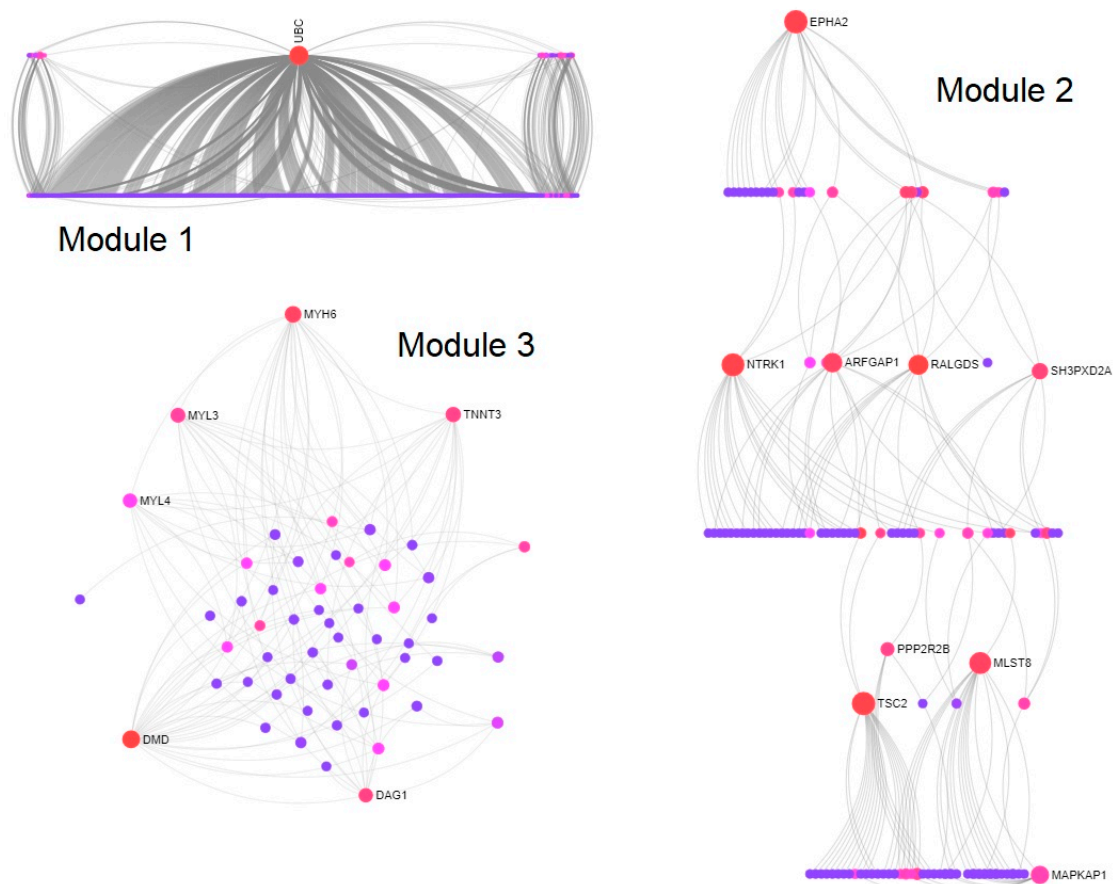 UBC
Module 1
EPHA2
Module 2
NTRK1
ARFGAP1
RALGDS
SH3PXD2A
PPP2R2B
MLST8
TSC2
MAPKAP1
MYH6
Module 3
MYL3
TNNT3
MYL4
DMD
DAG1